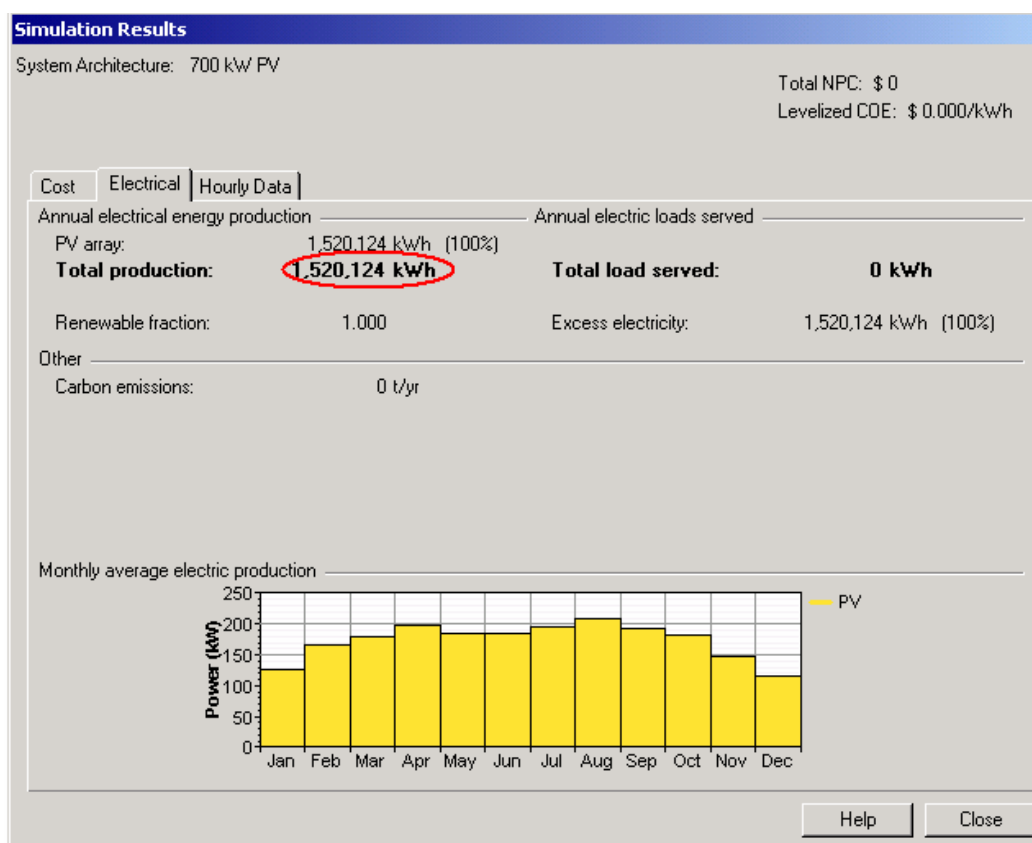 Simulation Results
System Architecture: 700 kW PV
Total NPC: $ 0
Levelized COE: $ 0.000/kWh
Cost Electrical Hourly Data
Annual electrical energy production Annual electric loads served
PV array: 1,520,124 kWh (100%)
Total production: 1,520,124 kWh Total load served: 0 kWh
Renewable fraction: 1.000 Excess electricity: 1,520,124 kWh (100%)
Other
Carbon emissions: 0 t/yr
Monthly average electric production
250
200
150
100
50
0
Power (kW)
PV
Jan Feb Mar Apr May Jun Jul Aug Sep Oct Nov Dec
Help Close